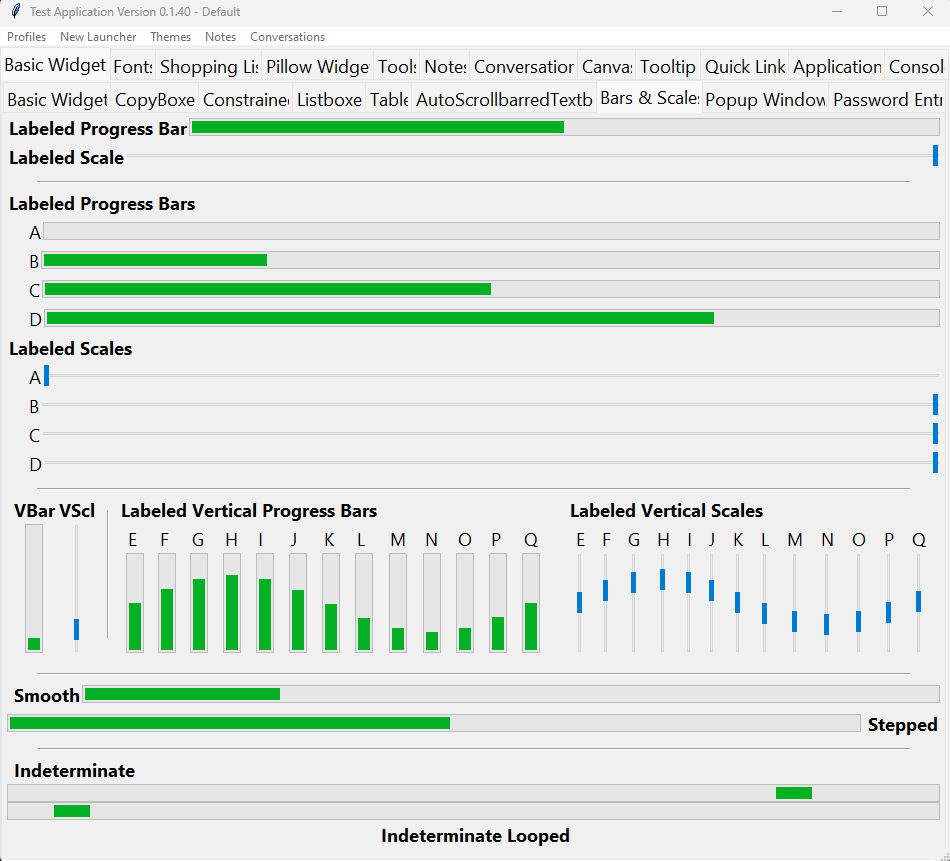 Test Application Version 0.1.40 - Default
Profiles New Launcher Themes Notes Conversations
Basic Widget Fonts Shopping Lis Pillow Widge Tools Notes Conversation Canvas Tooltip Quick Link Application Consol
Basic Widget CopyBoxe Constrained Listboxe Table AutoScrollbarredTextb Bars & Scales Popup Window Password Entr
Labeled Progress Bar
Labeled Scale
Labeled Progress Bars
A
B
C
D
Labeled Scales
A
B
C
D
VBar VScl Labeled Vertical Progress Bars Labeled Vertical Scales
E F G H I J K L M N O P Q E F G H I J K L M N O P Q
Smooth
Stepped
Indeterminate
Indeterminate Looped